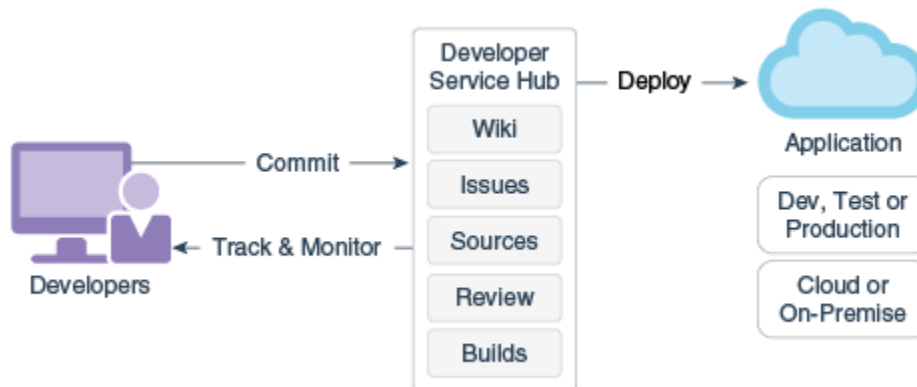 Developer
Service Hub
Wiki
Issues
Sources
Review
Builds
Commit
Track & Monitor
Developers
Deploy
Application
Dev, Test or
Production
Cloud or
On-Premise